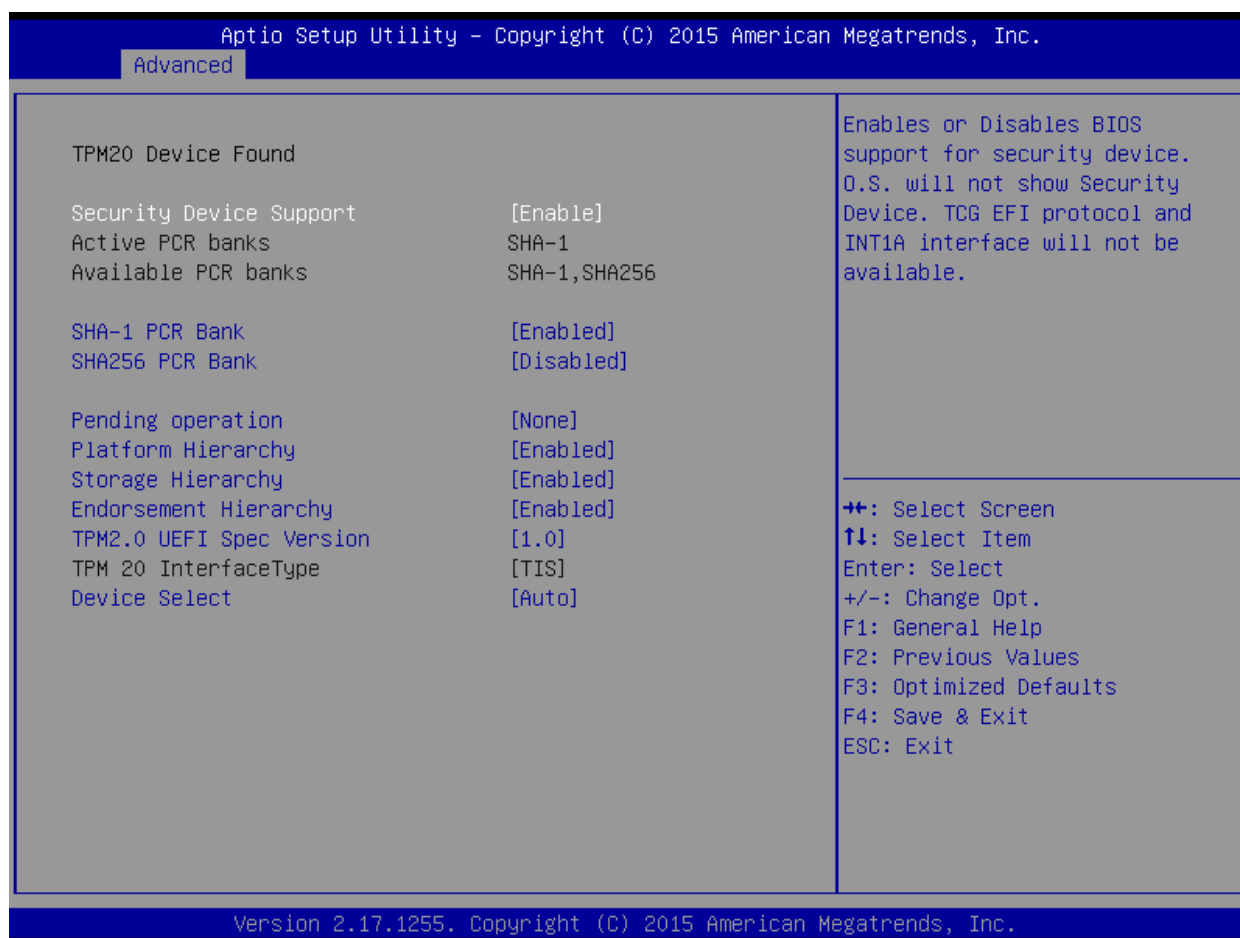 Aptio Setup Utility – Copyright (C) 2015 American Megatrends, Inc.
Advanced
TPM20 Device Found
Security Device Support [Enable]
Active PCR banks SHA-1
Available PCR banks SHA-1,SHA256
SHA-1 PCR Bank [Enabled]
SHA256 PCR Bank [Disabled]
Pending operation [None]
Platform Hierarchy [Enabled]
Storage Hierarchy [Enabled]
Endorsement Hierarchy [Enabled]
TPM2.0 UEFI Spec Version [1.0]
TPM 20 InterfaceType [TIS]
Device Select [Auto]
Enables or Disables BIOS
support for security device.
O.S. will not show Security
Device. TCG EFI protocol and
INT1A interface will not be
available.
→←: Select Screen
↑↓: Select Item
Enter: Select
+/-: Change Opt.
F1: General Help
F2: Previous Values
F3: Optimized Defaults
F4: Save & Exit
ESC: Exit
Version 2.17.1255. Copyright (C) 2015 American Megatrends, Inc.